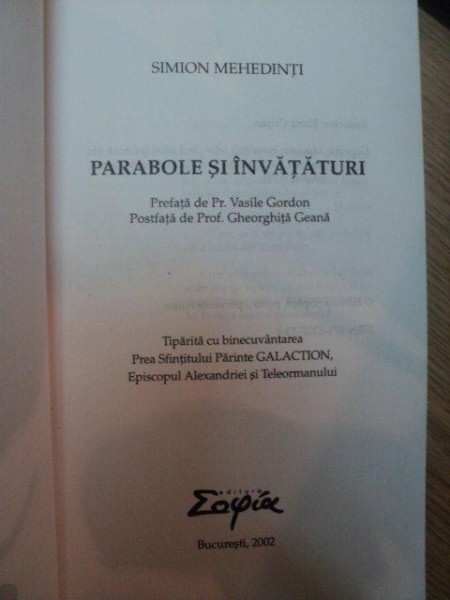 SIMION MEHEDINȚI
PARABOLE ȘI ÎNVĂȚĂTURI
Prefață de Pr. Vasile Gordon
Postfață de Prof. Gheorghiță Geană
Tipărită cu binecuvântarea
Prea Sfințitului Părinte GALACTION,
Episcopul Alexandriei și Teleormanului
editura
Σοφία
București, 2002